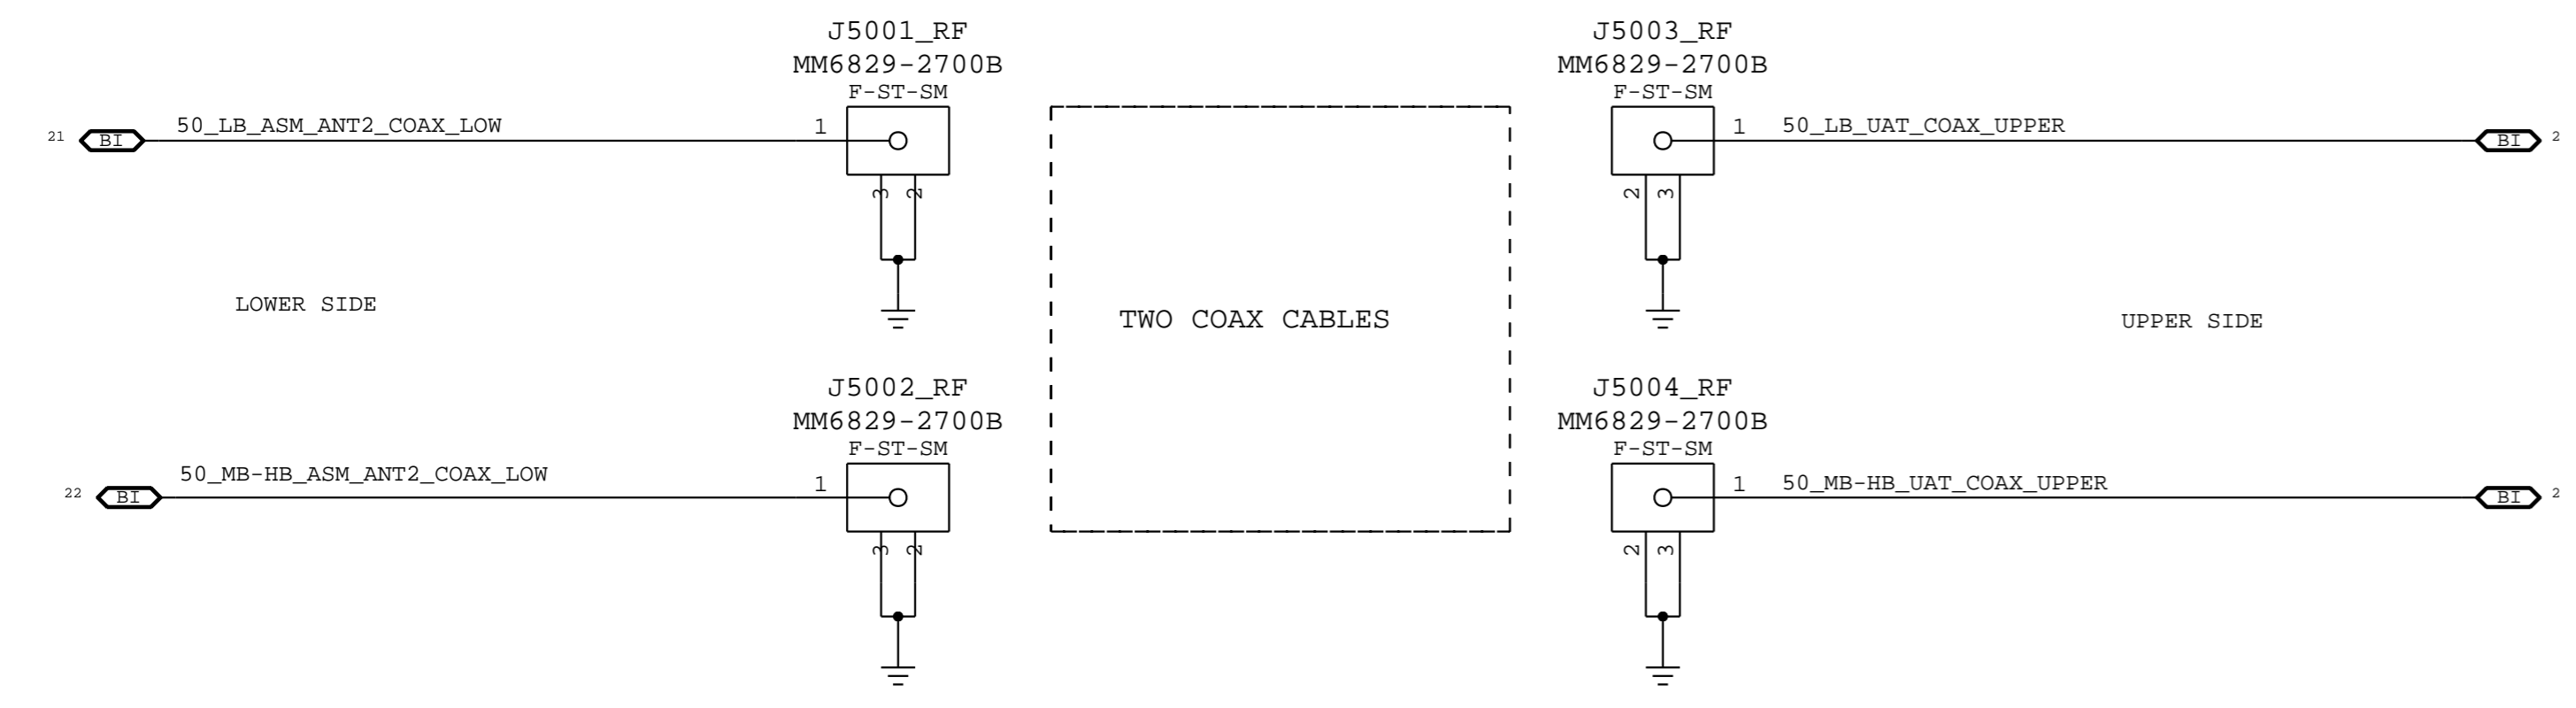 J5001_RF
MM6829-2700B
F-ST-SM
21 BI 50_LB_ASM_ANT2_COAX_LOW 1
3 2
J5003_RF
MM6829-2700B
F-ST-SM
1 50_LB_UAT_COAX_UPPER BI 2
2 3
LOWER SIDE
TWO COAX CABLES
UPPER SIDE
J5002_RF
MM6829-2700B
F-ST-SM
22 BI 50_MB-HB_ASM_ANT2_COAX_LOW 1
3 2
J5004_RF
MM6829-2700B
F-ST-SM
1 50_MB-HB_UAT_COAX_UPPER BI 2
2 3